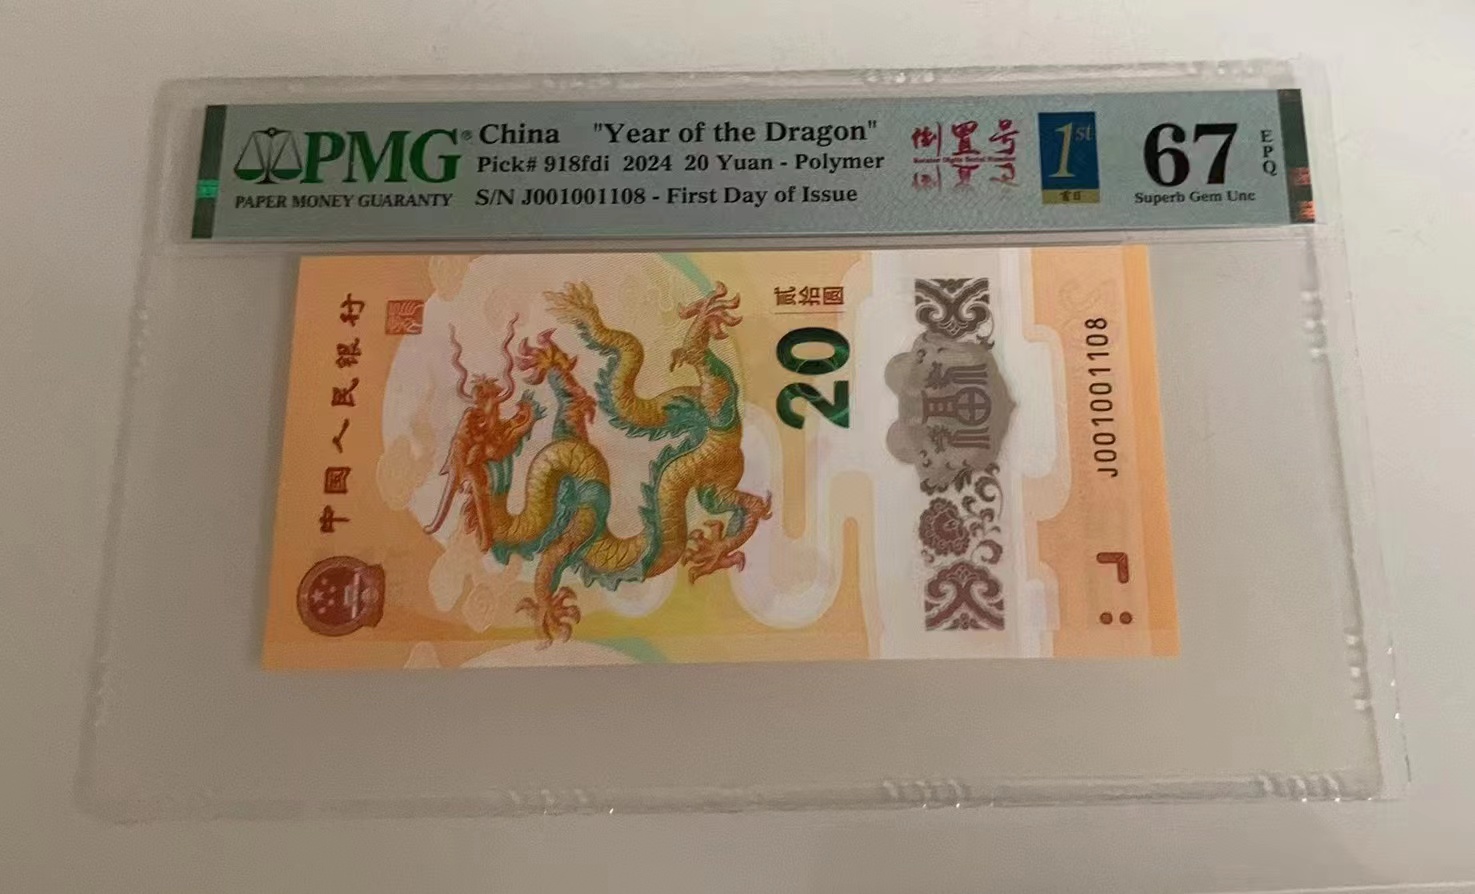 PMG®
PAPER MONEY GUARANTY
China "Year of the Dragon"
Pick# 918fdi 2024 20 Yuan - Polymer
S/N J001001108 - First Day of Issue
倒置号
1st
67
EPQ
Superb Gem Unc
中国人民银行
贰拾圆
20
J001001108